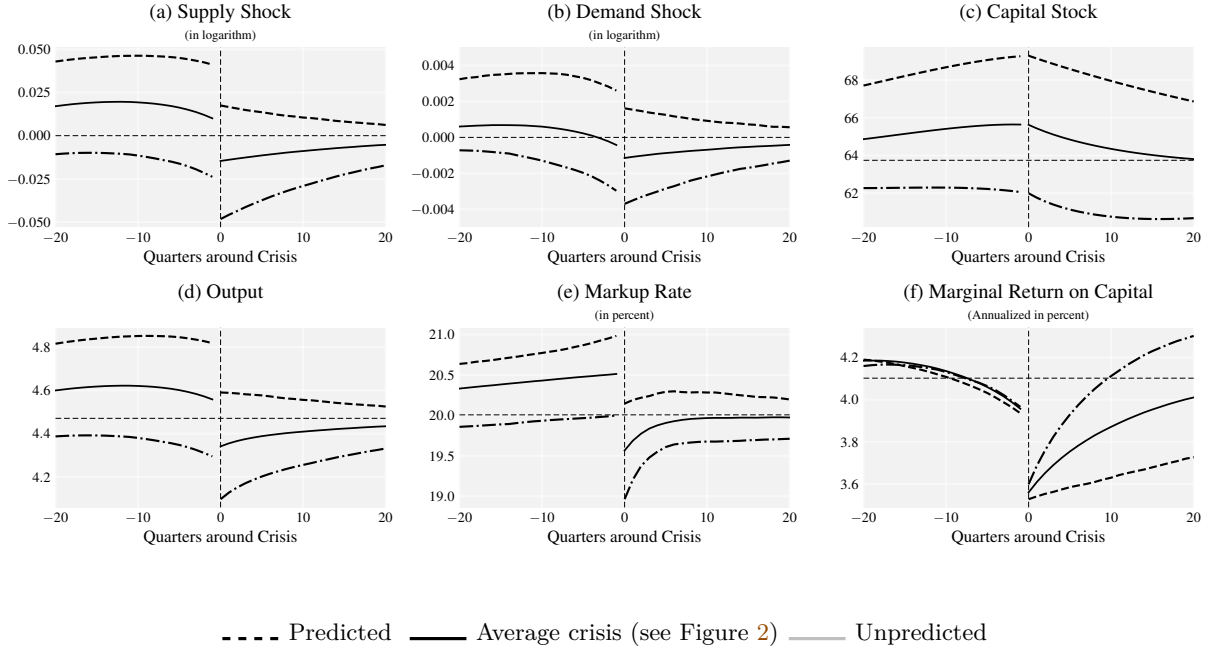 (a) Supply Shock
(in logarithm)
0.050
0.025
0.000
−0.025
−0.050
−20 −10 0 10 20
Quarters around Crisis
(b) Demand Shock
(in logarithm)
0.004
0.002
0.000
−0.002
−0.004
−20 −10 0 10 20
Quarters around Crisis
(c) Capital Stock
68
66
64
62
−20 −10 0 10 20
Quarters around Crisis
(d) Output
4.8
4.6
4.4
4.2
−20 −10 0 10 20
Quarters around Crisis
(e) Markup Rate
(in percent)
21.0
20.5
20.0
19.5
19.0
−20 −10 0 10 20
Quarters around Crisis
(f) Marginal Return on Capital
(Annualized in percent)
4.2
4.0
3.8
3.6
−20 −10 0 10 20
Quarters around Crisis
Predicted Average crisis (see Figure 2) Unpredicted